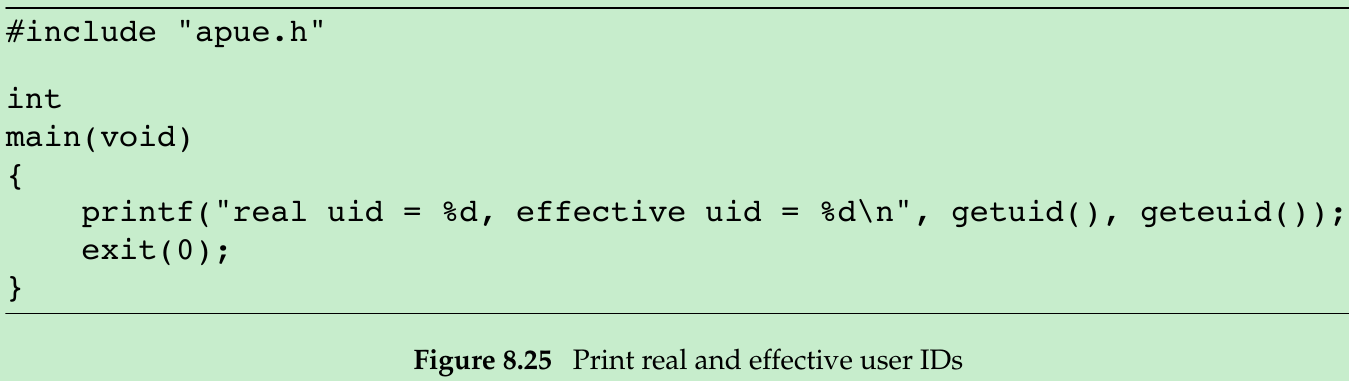 #include "apue.h"
int
main(void)
{
    printf("real uid = %d, effective uid = %d\n", getuid(), geteuid());
    exit(0);
}
Figure 8.25 Print real and effective user IDs